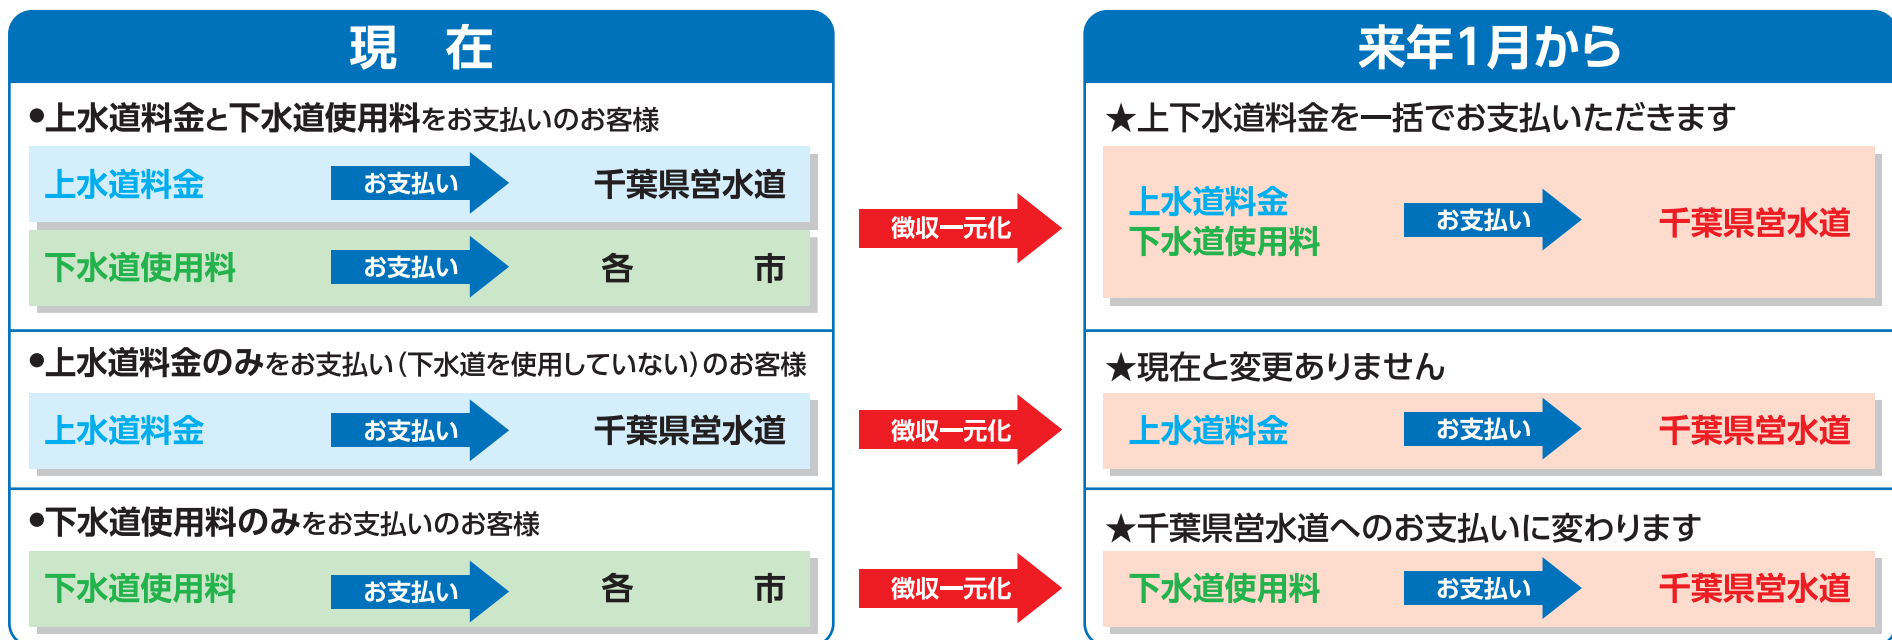 現　在
●上水道料金と下水道使用料をお支払いのお客様
上水道料金 お支払い 千葉県営水道
下水道使用料 お支払い 各　市
●上水道料金のみをお支払い（下水道を使用していない）のお客様
上水道料金 お支払い 千葉県営水道
●下水道使用料のみをお支払いのお客様
下水道使用料 お支払い 各　市
徴収一元化
徴収一元化
徴収一元化
来年1月から
★上下水道料金を一括でお支払いただきます
上水道料金
下水道使用料
お支払い 千葉県営水道
★現在と変更ありません
上水道料金 お支払い 千葉県営水道
★千葉県営水道へのお支払いに変わります
下水道使用料 お支払い 千葉県営水道